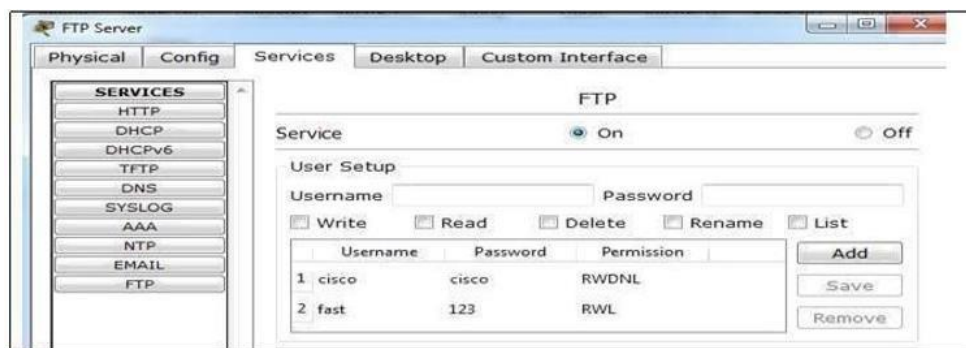 FTP Server
Physical Config Services Desktop Custom Interface
SERVICES
HTTP
DHCP
DHCPv6
TFTP
DNS
SYSLOG
AAA
NTP
EMAIL
FTP
FTP
Service On Off
User Setup
Username Password
Write Read Delete Rename List
Username Password Permission
1 cisco cisco RWDNL
2 fast 123 RWL
Add
Save
Remove